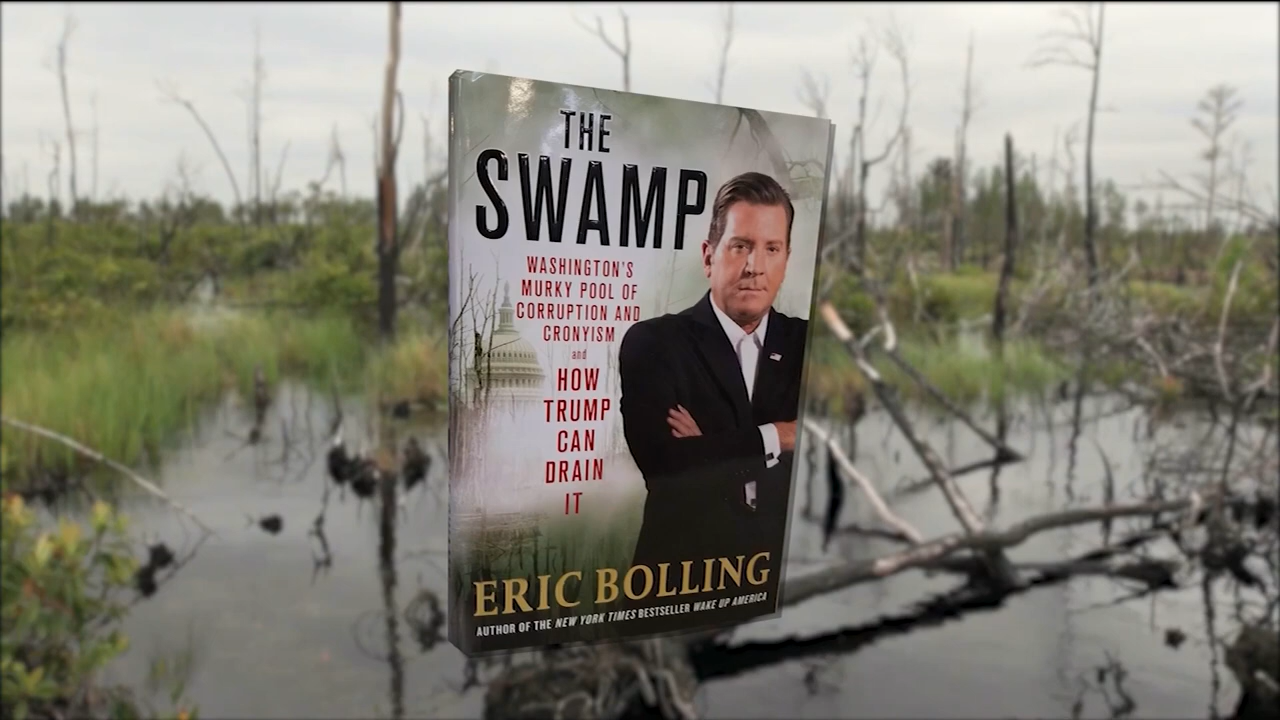 THE
SWAMP
WASHINGTON'S
MURKY POOL OF
CORRUPTION AND
CRONYISM
and
HOW
TRUMP
CAN
DRAIN
IT
ERIC BOLLING
AUTHOR OF THE NEW YORK TIMES BESTSELLER WAKE UP AMERICA